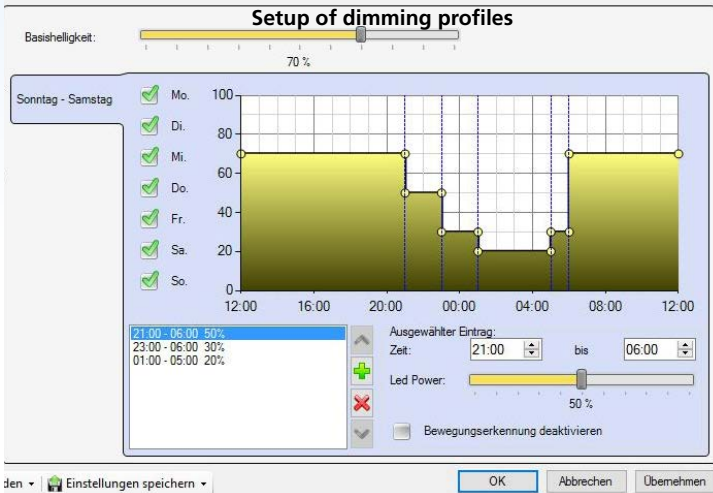 Setup of dimming profiles
Basishelligkeit:
70 %
Sonntag - Samstag
Mo.
Di.
Mi.
Do.
Fr.
Sa.
So.
100
80
60
40
20
0
12:00 16:00 20:00 00:00 04:00 08:00 12:00
21:00 - 06:00 50%
23:00 - 06:00 30%
01:00 - 05:00 20%
Ausgewählter Eintrag:
Zeit: 21:00 bis 06:00
Led Power:
50 %
Bewegungserkennung deaktivieren
den Einstellungen speichern
OK Abbrechen Übernehmen